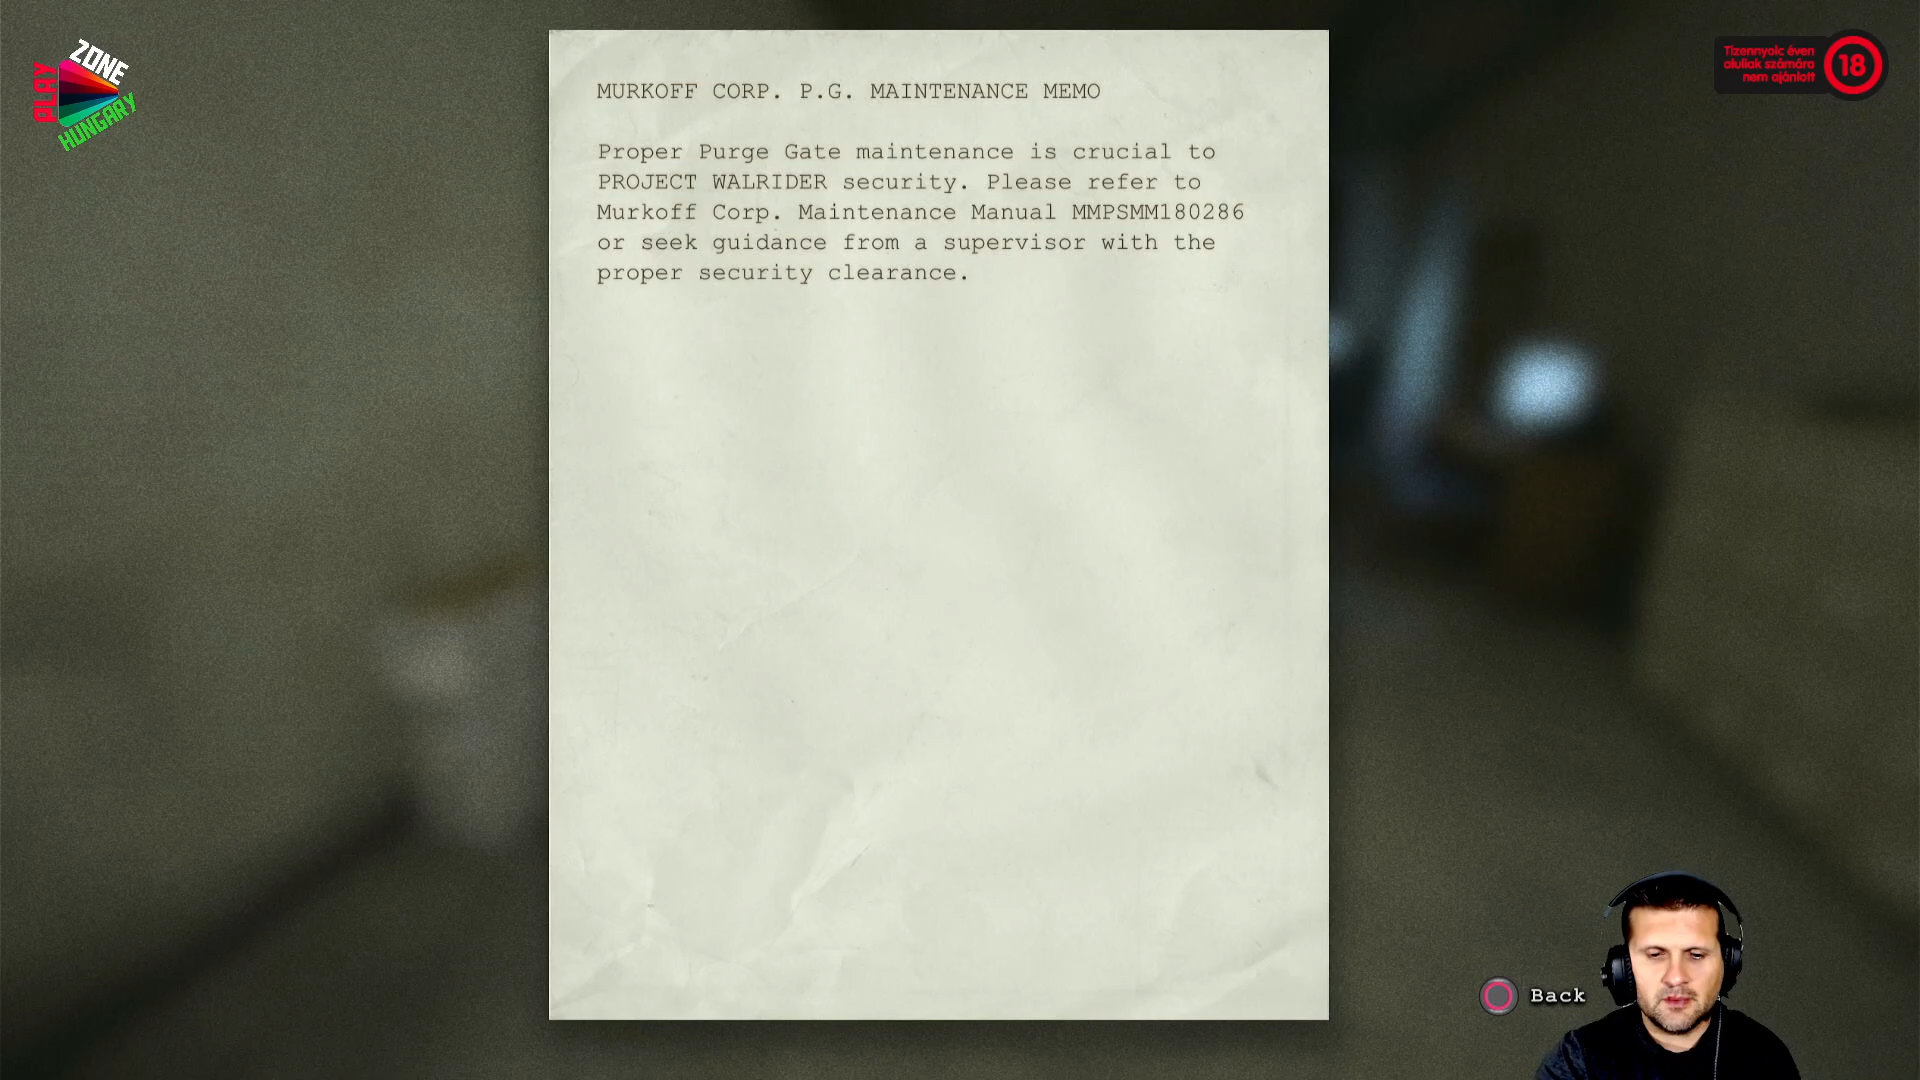 PLAY
ZONE
HUNGARY
Tizennyolc éven
aluliak számára
nem ajánlott
18
MURKOFF CORP. P.G. MAINTENANCE MEMO
Proper Purge Gate maintenance is crucial to
PROJECT WALRIDER security. Please refer to
Murkoff Corp. Maintenance Manual MMPSMM180286
or seek guidance from a supervisor with the
proper security clearance.
Back